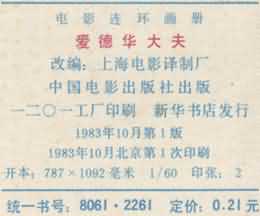 电影连环画册
爱德华大夫
改编：上海电影译制厂
中国电影出版社出版
一二〇一工厂印刷 新华书店发行
1983年10月第1版
1983年10月北京第1次印刷
开本：787×1092毫米 1/60 印张：2
统一书号：8061·2261 定价：0.21元